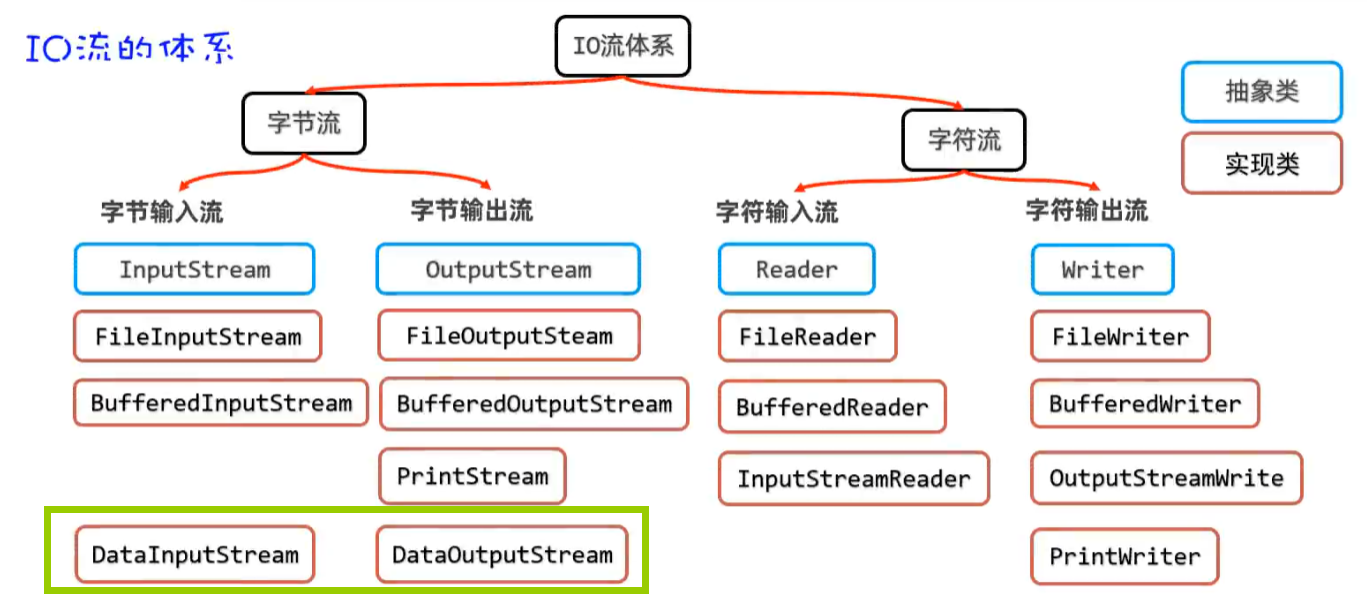 IO流的体系
IO流体系
字节流
字符流
抽象类
实现类
字节输入流
字节输出流
字符输入流
字符输出流
InputStream
OutputStream
Reader
Writer
FileInputStream
FileOutputSteam
FileReader
FileWriter
BufferedInputStream
BufferedOutputStream
BufferedReader
BufferedWriter
PrintStream
InputStreamReader
OutputStreamWrite
DataInputStream
DataOutputStream
PrintWriter